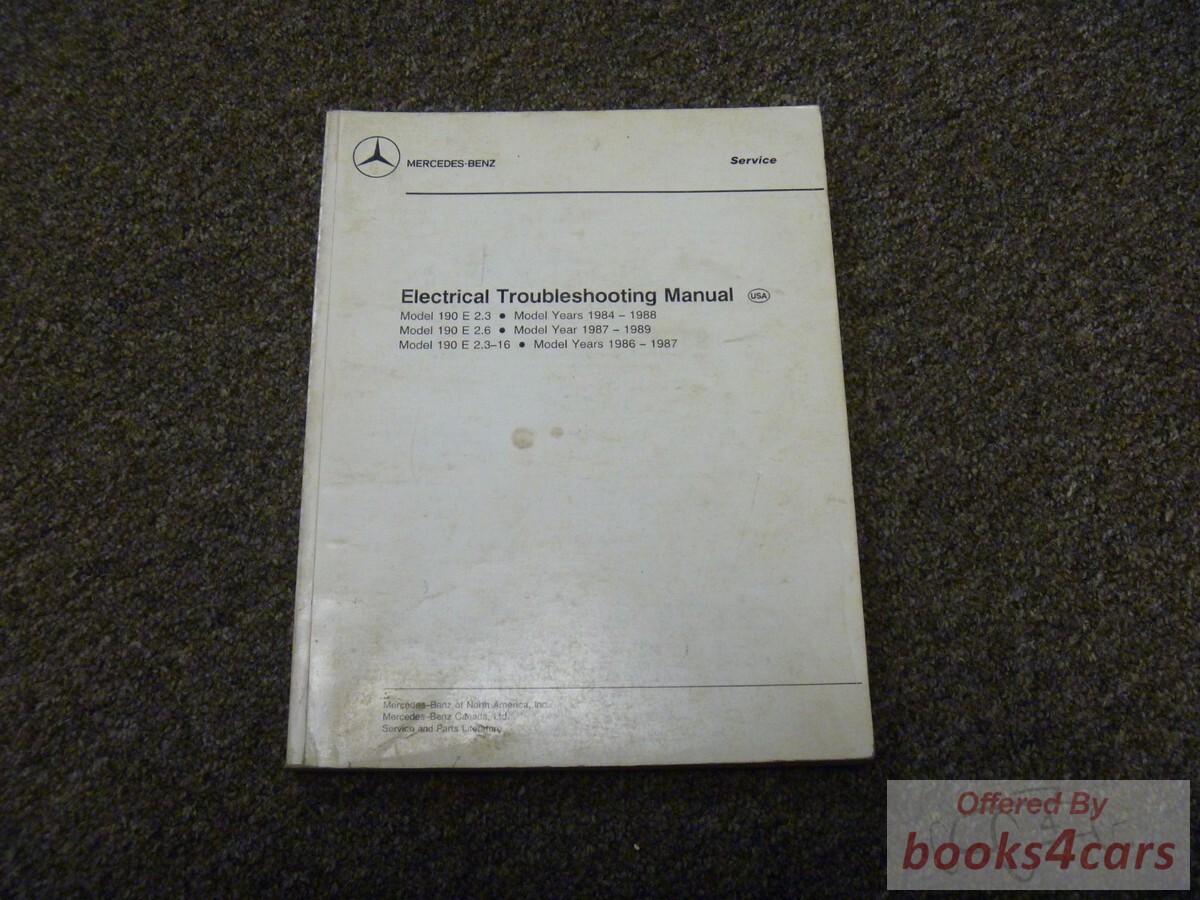 MERCEDES-BENZ
Service
Electrical Troubleshooting Manual USA
Model 190 E 2.3 • Model Years 1984 – 1988
Model 190 E 2.6 • Model Year 1987 – 1989
Model 190 E 2.3–16 • Model Years 1986 – 1987
Mercedes-Benz of North America, Inc.
Mercedes-Benz Canada, Ltd.
Service and Parts Literature
Offered By
books4cars